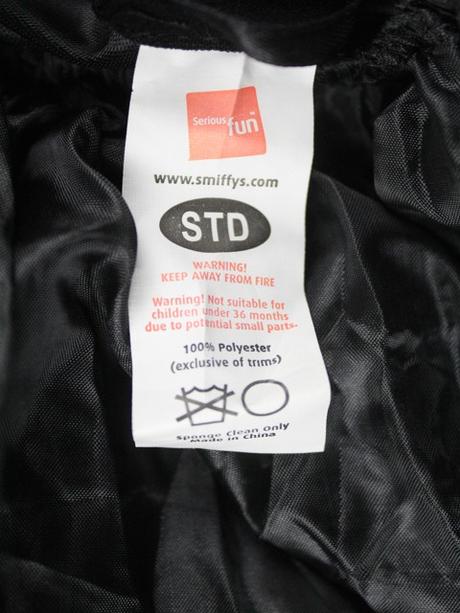 Serious fun
www.smiffys.com
STD
WARNING!
KEEP AWAY FROM FIRE
Warning! Not suitable for
children under 36 months
due to potential small parts.
100% Polyester
(exclusive of trims)
Sponge Clean Only
Made in China